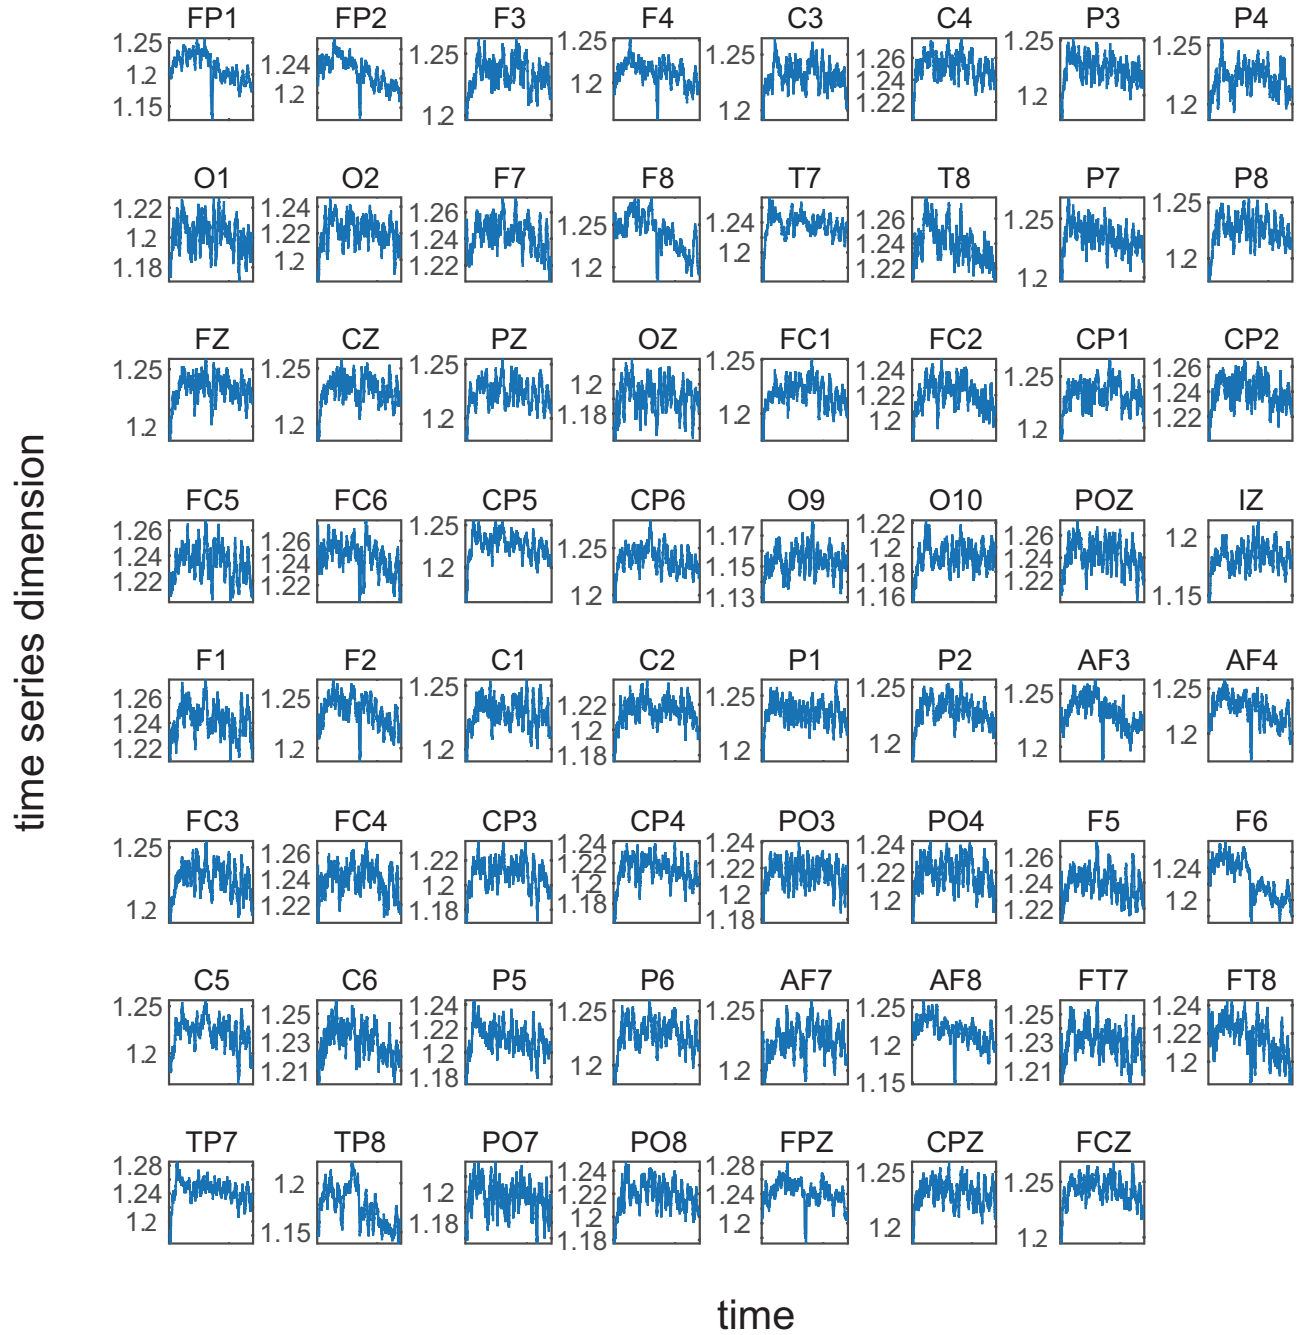 FP1 FP2 F3 F4 C3 C4 P3 P4
1.25 1.2 1.15 1.24 1.2 1.25 1.2 1.25 1.2 1.25 1.2 1.26 1.24 1.22 1.25 1.2 1.25 1.2
O1 O2 F7 F8 T7 T8 P7 P8
1.22 1.2 1.18 1.24 1.22 1.2 1.26 1.24 1.22 1.25 1.2 1.24 1.2 1.26 1.24 1.22 1.25 1.2 1.25 1.2
FZ CZ PZ OZ FC1 FC2 CP1 CP2
1.25 1.2 1.25 1.2 1.25 1.2 1.2 1.18 1.25 1.2 1.24 1.22 1.2 1.25 1.2 1.26 1.24 1.22
FC5 FC6 CP5 CP6 O9 O10 POZ IZ
1.26 1.24 1.22 1.26 1.24 1.22 1.25 1.2 1.25 1.2 1.17 1.15 1.13 1.22 1.2 1.18 1.16 1.26 1.24 1.22 1.2 1.15
F1 F2 C1 C2 P1 P2 AF3 AF4
1.26 1.24 1.22 1.25 1.2 1.25 1.2 1.22 1.2 1.18 1.25 1.2 1.25 1.2 1.25 1.2 1.25 1.2
FC3 FC4 CP3 CP4 PO3 PO4 F5 F6
1.25 1.2 1.26 1.24 1.22 1.22 1.2 1.18 1.24 1.22 1.2 1.18 1.24 1.22 1.2 1.18 1.24 1.22 1.2 1.26 1.24 1.22 1.24 1.2
C5 C6 P5 P6 AF7 AF8 FT7 FT8
1.25 1.2 1.25 1.23 1.21 1.24 1.22 1.2 1.18 1.25 1.2 1.25 1.2 1.25 1.2 1.15 1.25 1.23 1.21 1.24 1.22 1.2
TP7 TP8 PO7 PO8 FPZ CPZ FCZ
1.28 1.24 1.2 1.2 1.15 1.2 1.18 1.24 1.22 1.2 1.18 1.28 1.24 1.2 1.25 1.2 1.25 1.2
time series dimension
time